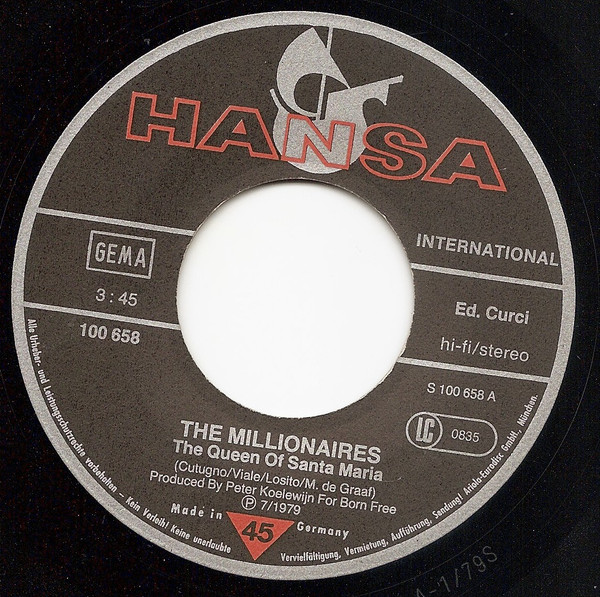 HANSA
INTERNATIONAL
GEMA
3 : 45
100 658
Ed. Curci
hi-fi/stereo
S 100 658 A
LC 0835
THE MILLIONAIRES
The Queen Of Santa Maria
(Cutugno/Viale/Losito/M. de Graaf)
Produced By Peter Koelewijn For Born Free
Ⓟ 7/1979
Made in 45 Germany
Alle Urheber- und Leistungsschutzrechte vorbehalten – Kein Verleih! Keine unerlaubte Vervielfältigung, Vermietung, Aufführung, Sendung! Ariola-Eurodisc GmbH., München.
A-1/79S